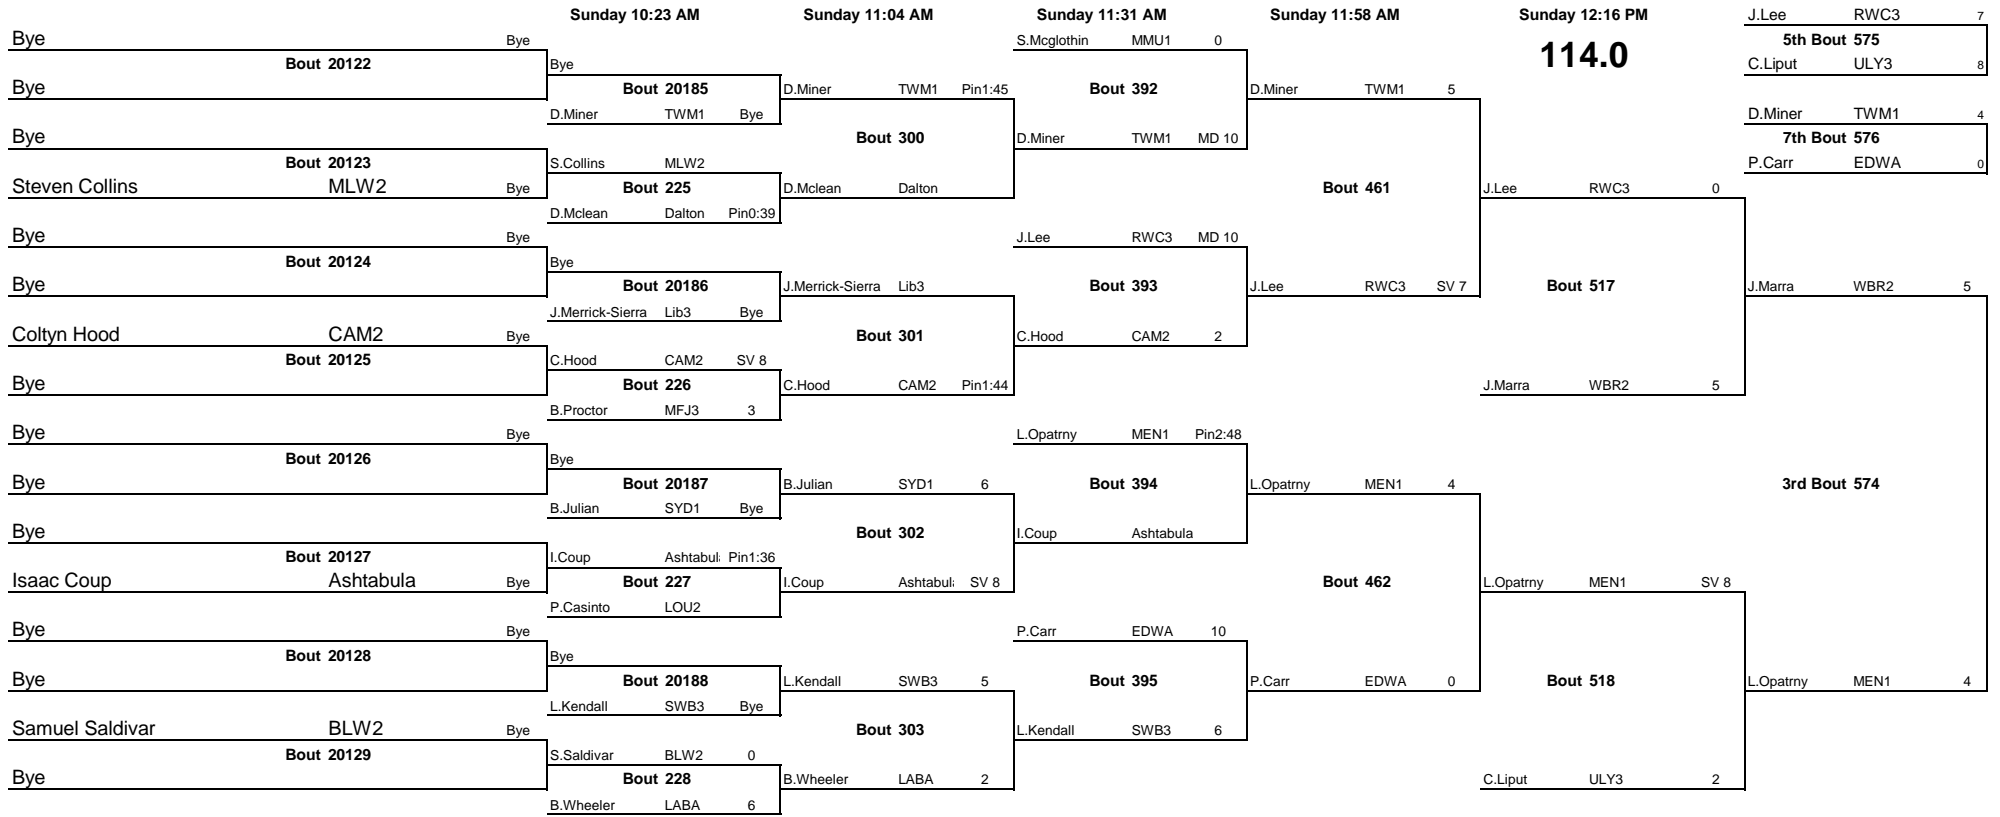 Sunday 10:23 AM Sunday 11:04 AM Sunday 11:31 AM Sunday 11:58 AM Sunday 12:16 PM
114.0
Bye Bye
Bout 20122
Bye
Bye
Bout 20123
Steven Collins MLW2 Bye
Bye Bye
Bout 20124
Bye
Coltyn Hood CAM2 Bye
Bout 20125
Bye
Bye Bye
Bout 20126
Bye
Bye
Bout 20127
Isaac Coup Ashtabula Bye
Bye Bye
Bout 20128
Bye
Samuel Saldivar BLW2 Bye
Bout 20129
Bye
Bye
Bout 20185
D.Miner TWM1 Bye
S.Collins MLW2
Bout 225
D.Mclean Dalton Pin0:39
Bye
Bout 20186
J.Merrick-Sierra Lib3 Bye
C.Hood CAM2 SV 8
Bout 226
B.Proctor MFJ3 3
Bye
Bout 20187
B.Julian SYD1 Bye
I.Coup Ashtabul Pin1:36
Bout 227
P.Casinto LOU2
Bye
Bout 20188
L.Kendall SWB3 Bye
S.Saldivar BLW2 0
Bout 228
B.Wheeler LABA 6
D.Miner TWM1 Pin1:45
Bout 300
D.Mclean Dalton
J.Merrick-Sierra Lib3
Bout 301
C.Hood CAM2 Pin1:44
B.Julian SYD1 6
Bout 302
I.Coup Ashtabul SV 8
L.Kendall SWB3 5
Bout 303
B.Wheeler LABA 2
S.Mcglothin MMU1 0
Bout 392
D.Miner TWM1 MD 10
J.Lee RWC3 MD 10
Bout 393
C.Hood CAM2 2
L.Opatrny MEN1 Pin2:48
Bout 394
I.Coup Ashtabula
P.Carr EDWA 10
Bout 395
L.Kendall SWB3 6
D.Miner TWM1 5
Bout 461
J.Lee RWC3 SV 7
L.Opatrny MEN1 4
Bout 462
P.Carr EDWA 0
J.Lee RWC3 0
Bout 517
J.Marra WBR2 5
L.Opatrny MEN1 SV 8
Bout 518
C.Liput ULY3 2
J.Marra WBR2 5
3rd Bout 574
L.Opatrny MEN1 4
J.Lee RWC3 7
5th Bout 575
C.Liput ULY3 8
D.Miner TWM1 4
7th Bout 576
P.Carr EDWA 0